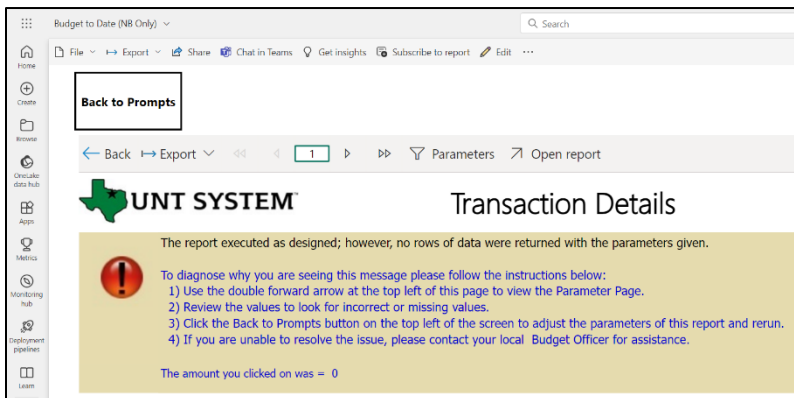 Budget to Date (NB Only)
Search
File Export Share Chat in Teams Get insights Subscribe to report Edit ...
Home
Create
Browse
OneLake data hub
Apps
Metrics
Monitoring hub
Deployment pipelines
Learn
Back to Prompts
Back Export 1 Parameters Open report
UNT SYSTEM™
Transaction Details
The report executed as designed; however, no rows of data were returned with the parameters given.
To diagnose why you are seeing this message please follow the instructions below:
1) Use the double forward arrow at the top left of this page to view the Parameter Page.
2) Review the values to look for incorrect or missing values.
3) Click the Back to Prompts button on the top left of the screen to adjust the parameters of this report and rerun.
4) If you are unable to resolve the issue, please contact your local Budget Officer for assistance.
The amount you clicked on was = 0